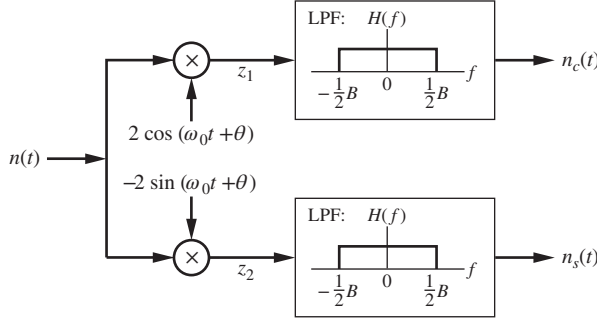 LPF: H(f)
× z₁ n_c(t)
f
−½B 0 ½B
2 cos (ω₀t + θ)
n(t)
−2 sin (ω₀t + θ)
LPF: H(f)
× z₂ n_s(t)
f
−½B 0 ½B